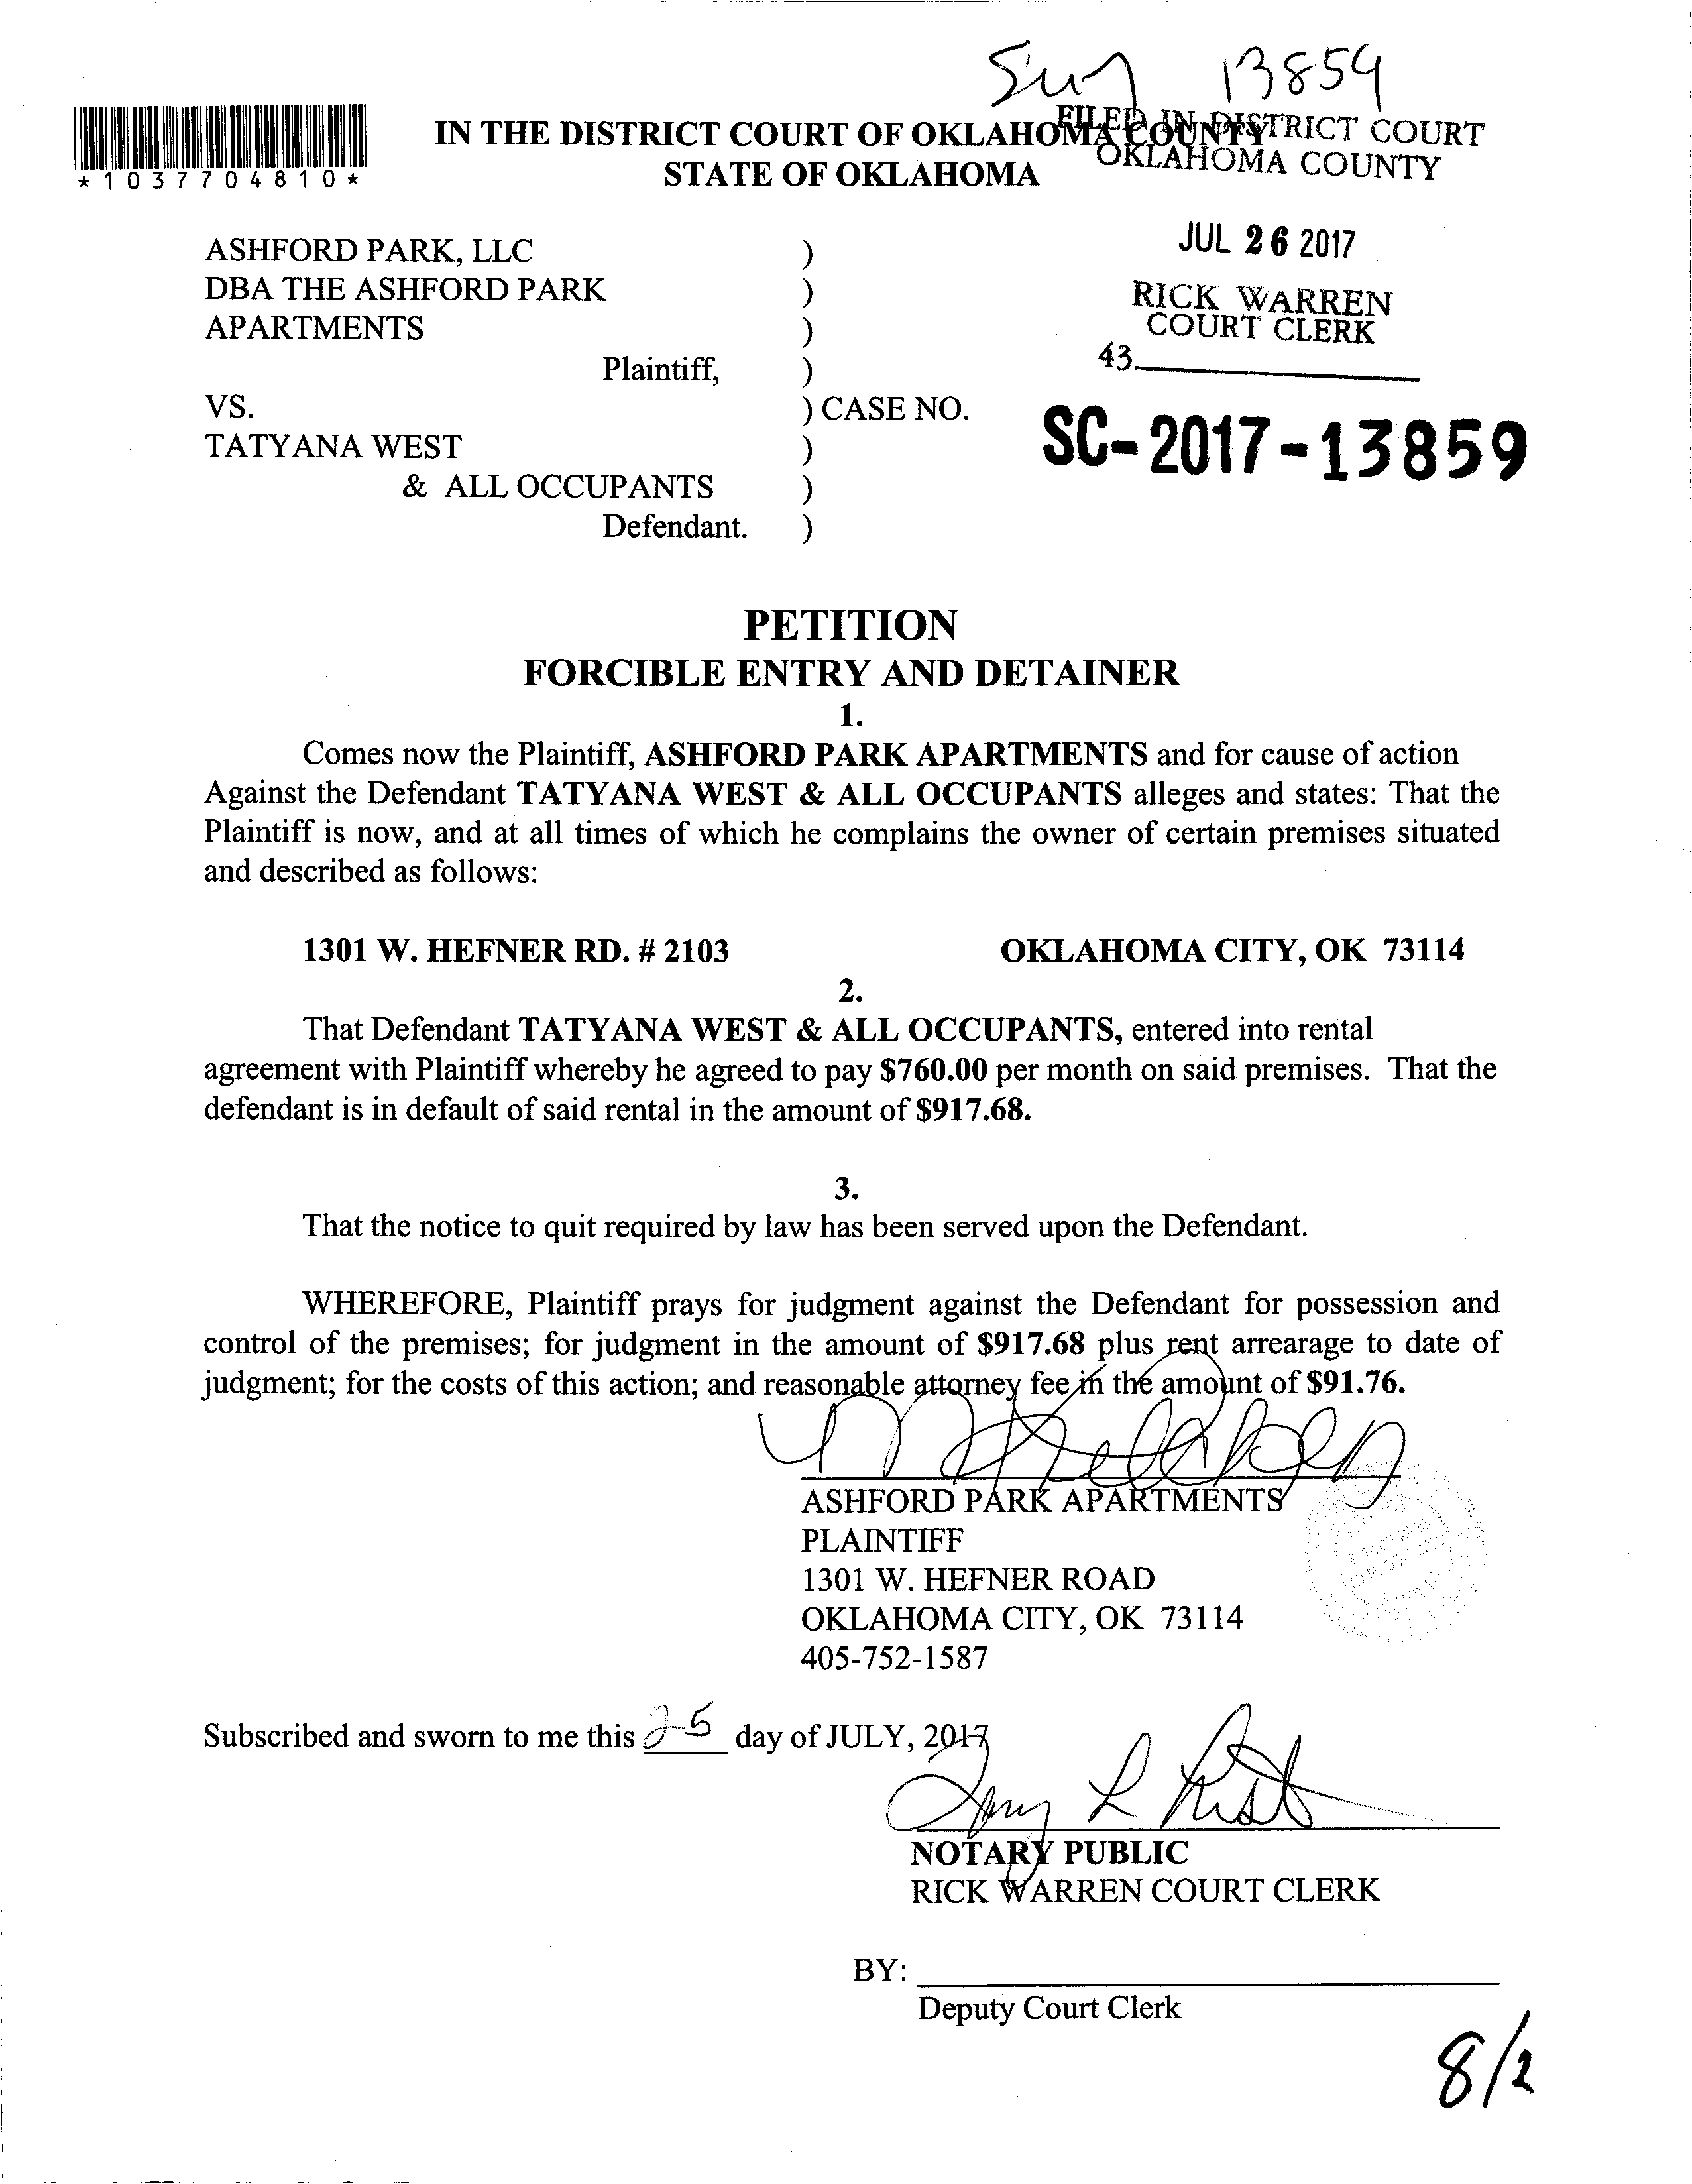 13859
*1037704810*
IN THE DISTRICT COURT OF OKLAHOMA COUNTY
STATE OF OKLAHOMA
FILED IN DISTRICT COURT
OKLAHOMA COUNTY
JUL 26 2017
RICK WARREN
COURT CLERK
43
ASHFORD PARK, LLC )
DBA THE ASHFORD PARK )
APARTMENTS )
Plaintiff, )
VS. ) CASE NO. SC-2017-13859
TATYANA WEST )
& ALL OCCUPANTS )
Defendant. )
PETITION
FORCIBLE ENTRY AND DETAINER
1.
Comes now the Plaintiff, ASHFORD PARK APARTMENTS and for cause of action
Against the Defendant TATYANA WEST & ALL OCCUPANTS alleges and states: That the
Plaintiff is now, and at all times of which he complains the owner of certain premises situated
and described as follows:
1301 W. HEFNER RD. # 2103 OKLAHOMA CITY, OK 73114
2.
That Defendant TATYANA WEST & ALL OCCUPANTS, entered into rental
agreement with Plaintiff whereby he agreed to pay $760.00 per month on said premises. That the
defendant is in default of said rental in the amount of $917.68.
3.
That the notice to quit required by law has been served upon the Defendant.
WHEREFORE, Plaintiff prays for judgment against the Defendant for possession and
control of the premises; for judgment in the amount of $917.68 plus rent arrearage to date of
judgment; for the costs of this action; and reasonable attorney fee in the amount of $91.76.
ASHFORD PARK APARTMENTS
PLAINTIFF
1301 W. HEFNER ROAD
OKLAHOMA CITY, OK 73114
405-752-1587
Subscribed and sworn to me this 25 day of JULY, 2017
NOTARY PUBLIC
RICK WARREN COURT CLERK
BY:
Deputy Court Clerk
8/2